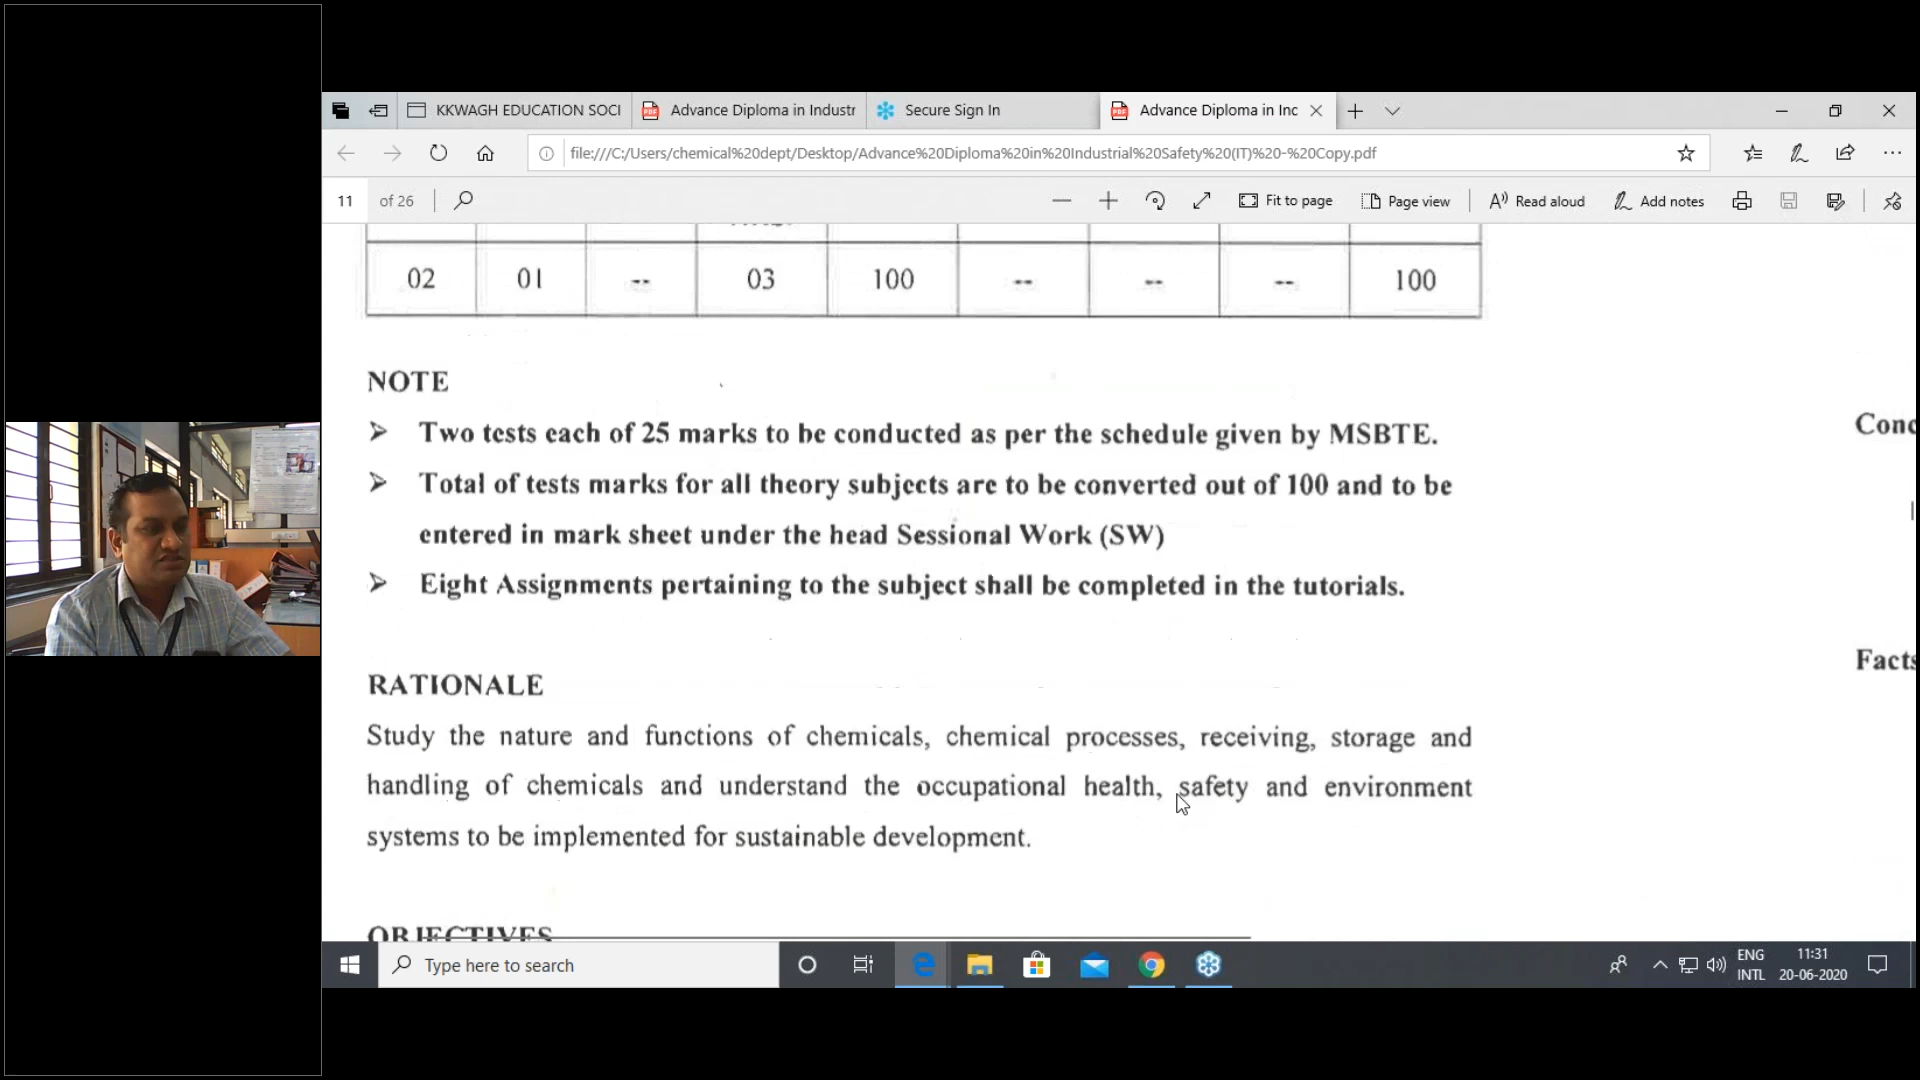 KKWAGH EDUCATION SOCI
Advance Diploma in Industr
Secure Sign In
Advance Diploma in Inc
file:///C:/Users/chemical%20dept/Desktop/Advance%20Diploma%20in%20Industrial%20Safety%20(IT)%20-%20Copy.pdf
11 of 26
Fit to page
Page view
Read aloud
Add notes
02 01 -- 03 100 -- -- -- 100
NOTE
➢ Two tests each of 25 marks to be conducted as per the schedule given by MSBTE.
➢ Total of tests marks for all theory subjects are to be converted out of 100 and to be
entered in mark sheet under the head Sessional Work (SW)
➢ Eight Assignments pertaining to the subject shall be completed in the tutorials.
RATIONALE
Study the nature and functions of chemicals, chemical processes, receiving, storage and
handling of chemicals and understand the occupational health, safety and environment
systems to be implemented for sustainable development.
OBJECTIVES
Conc
Facts
Type here to search
ENG
INTL
11:31
20-06-2020